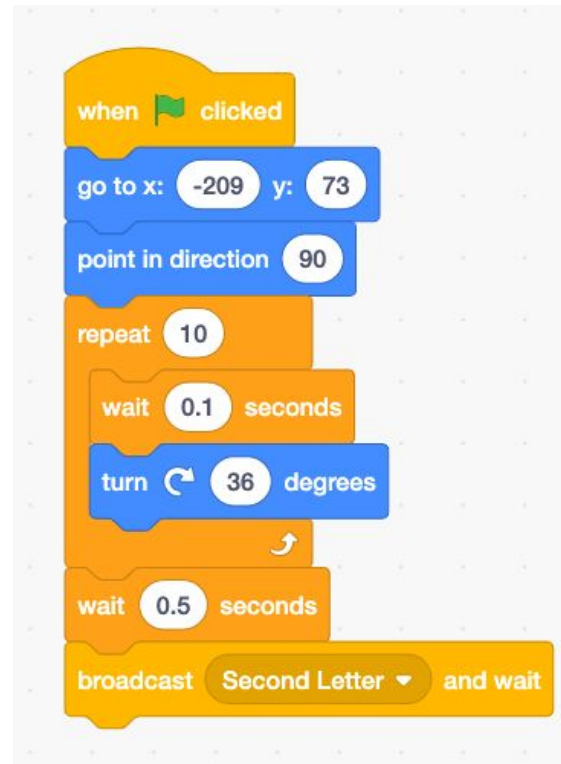 when clicked
go to x: -209 y: 73
point in direction 90
repeat 10
wait 0.1 seconds
turn 36 degrees
wait 0.5 seconds
broadcast Second Letter and wait